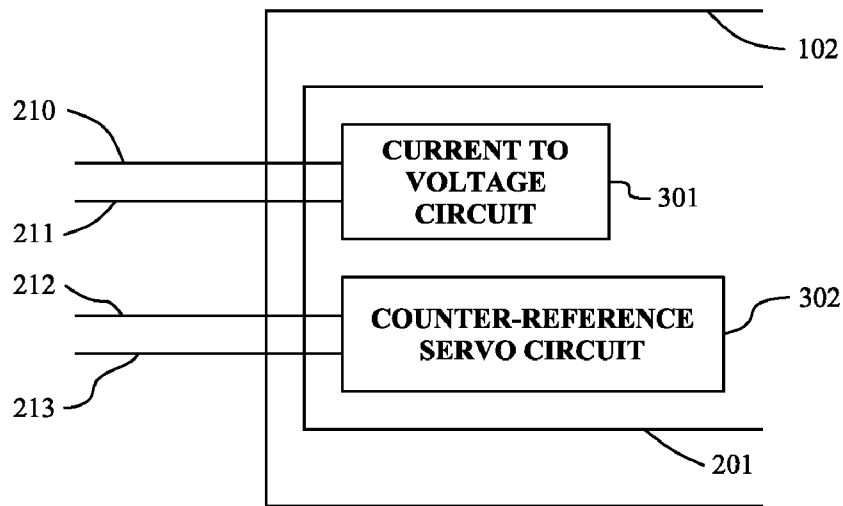 102
210
CURRENT TO
VOLTAGE
CIRCUIT
301
211
212
COUNTER-REFERENCE
SERVO CIRCUIT
302
213
201